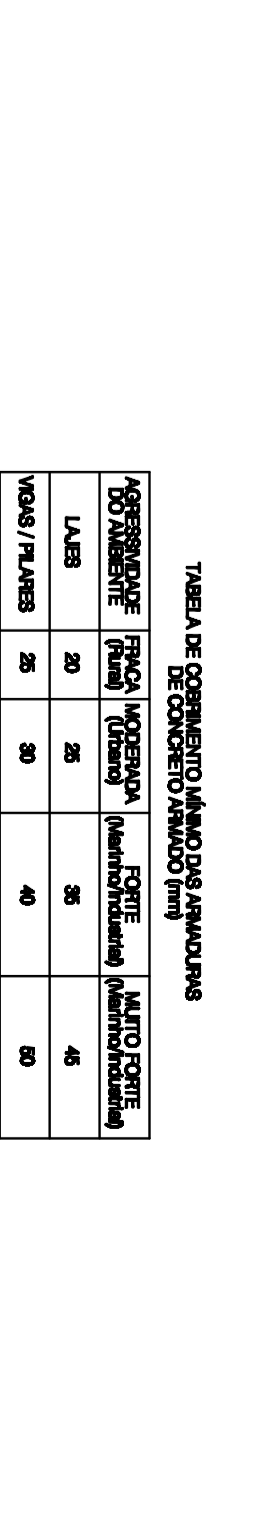 TABELA DE COBRIMENTO MÍNIMO DAS ARMADURAS
DE CONCRETO ARMADO (mm)
AGRESSIVIDADE
DO AMBIENTE
FRACA
(Rural)
MODERADA
(Urbano)
FORTE
(Marinho/Industrial)
MUITO FORTE
(Marinho/Industrial)
LAJES 20 25 35 45
VIGAS / PILARES 25 30 40 50